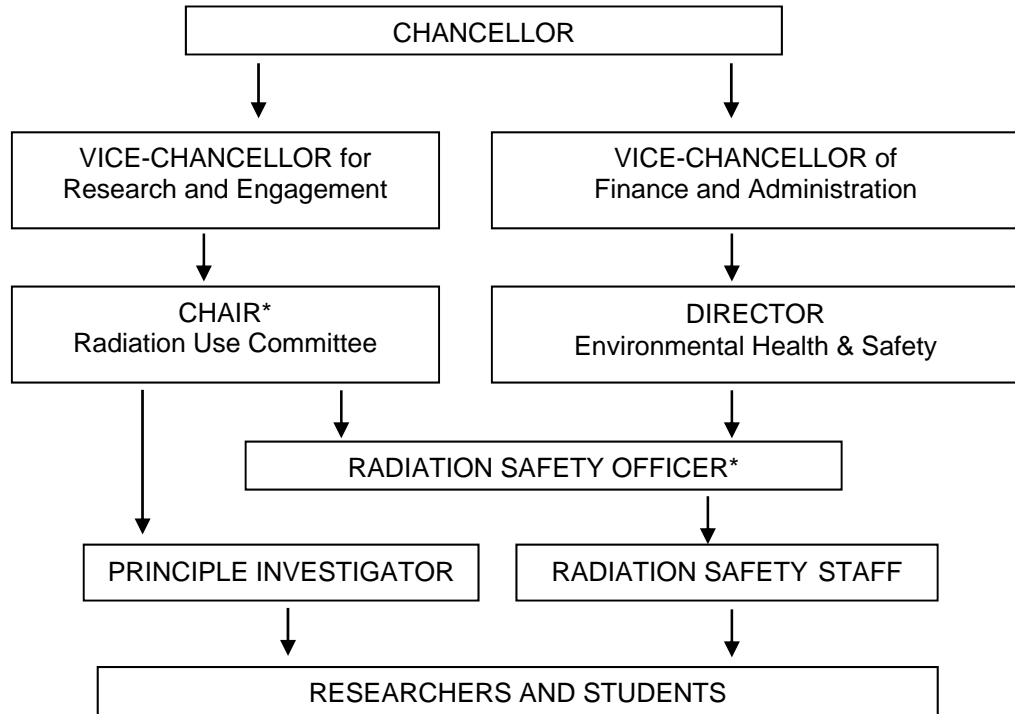 CHANCELLOR
VICE-CHANCELLOR for
Research and Engagement
VICE-CHANCELLOR of
Finance and Administration
CHAIR*
Radiation Use Committee
DIRECTOR
Environmental Health & Safety
RADIATION SAFETY OFFICER*
PRINCIPLE INVESTIGATOR
RADIATION SAFETY STAFF
RESEARCHERS AND STUDENTS